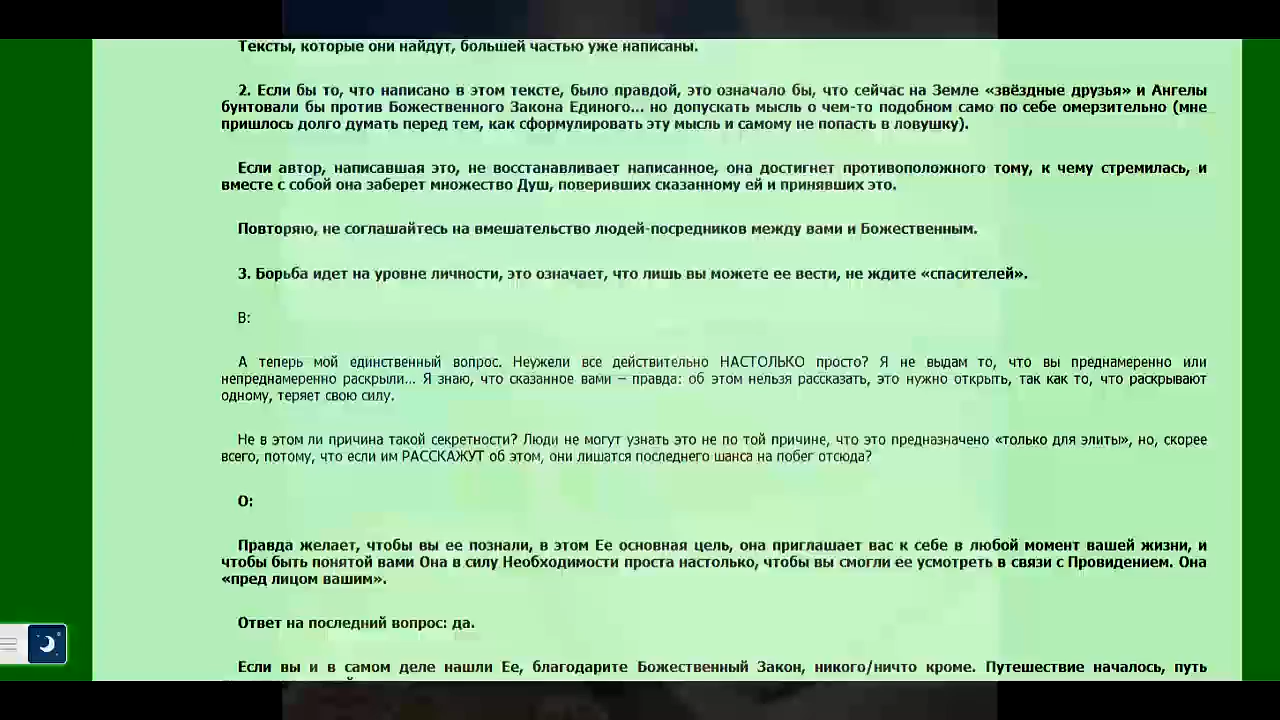 Тексты, которые они найдут, большей частью уже написаны.
2. Если бы то, что написано в этом тексте, было правдой, это означало бы, что сейчас на Земле «звёздные друзья» и Ангелы
бунтовали бы против Божественного Закона Единого... но допускать мысль о чем-то подобном само по себе омерзительно (мне
пришлось долго думать перед тем, как сформулировать эту мысль и самому не попасть в ловушку).
Если автор, написавшая это, не восстанавливает написанное, она достигнет противоположного тому, к чему стремилась, и
вместе с собой она заберет множество Душ, поверивших сказанному ей и принявших это.
Повторяю, не соглашайтесь на вмешательство людей-посредников между вами и Божественным.
3. Борьба идет на уровне личности, это означает, что лишь вы можете ее вести, не ждите «спасителей».
В:
А теперь мой единственный вопрос. Неужели все действительно НАСТОЛЬКО просто? Я не выдам то, что вы преднамеренно или
непреднамеренно раскрыли... Я знаю, что сказанное вами – правда: об этом нельзя рассказать, это нужно открыть, так как то, что раскрывают
одному, теряет свою силу.
Не в этом ли причина такой секретности? Люди не могут узнать это не по той причине, что это предназначено «только для элиты», но, скорее
всего, потому, что если им РАССКАЖУТ об этом, они лишатся последнего шанса на побег отсюда?
О:
Правда желает, чтобы вы ее познали, в этом Ее основная цель, она приглашает вас к себе в любой момент вашей жизни, и
чтобы быть понятой вами Она в силу Необходимости проста настолько, чтобы вы смогли ее усмотреть в связи с Провидением. Она
«пред лицом вашим».
Ответ на последний вопрос: да.
Если вы и в самом деле нашли Ее, благодарите Божественный Закон, никого/ничто кроме. Путешествие началось, путь